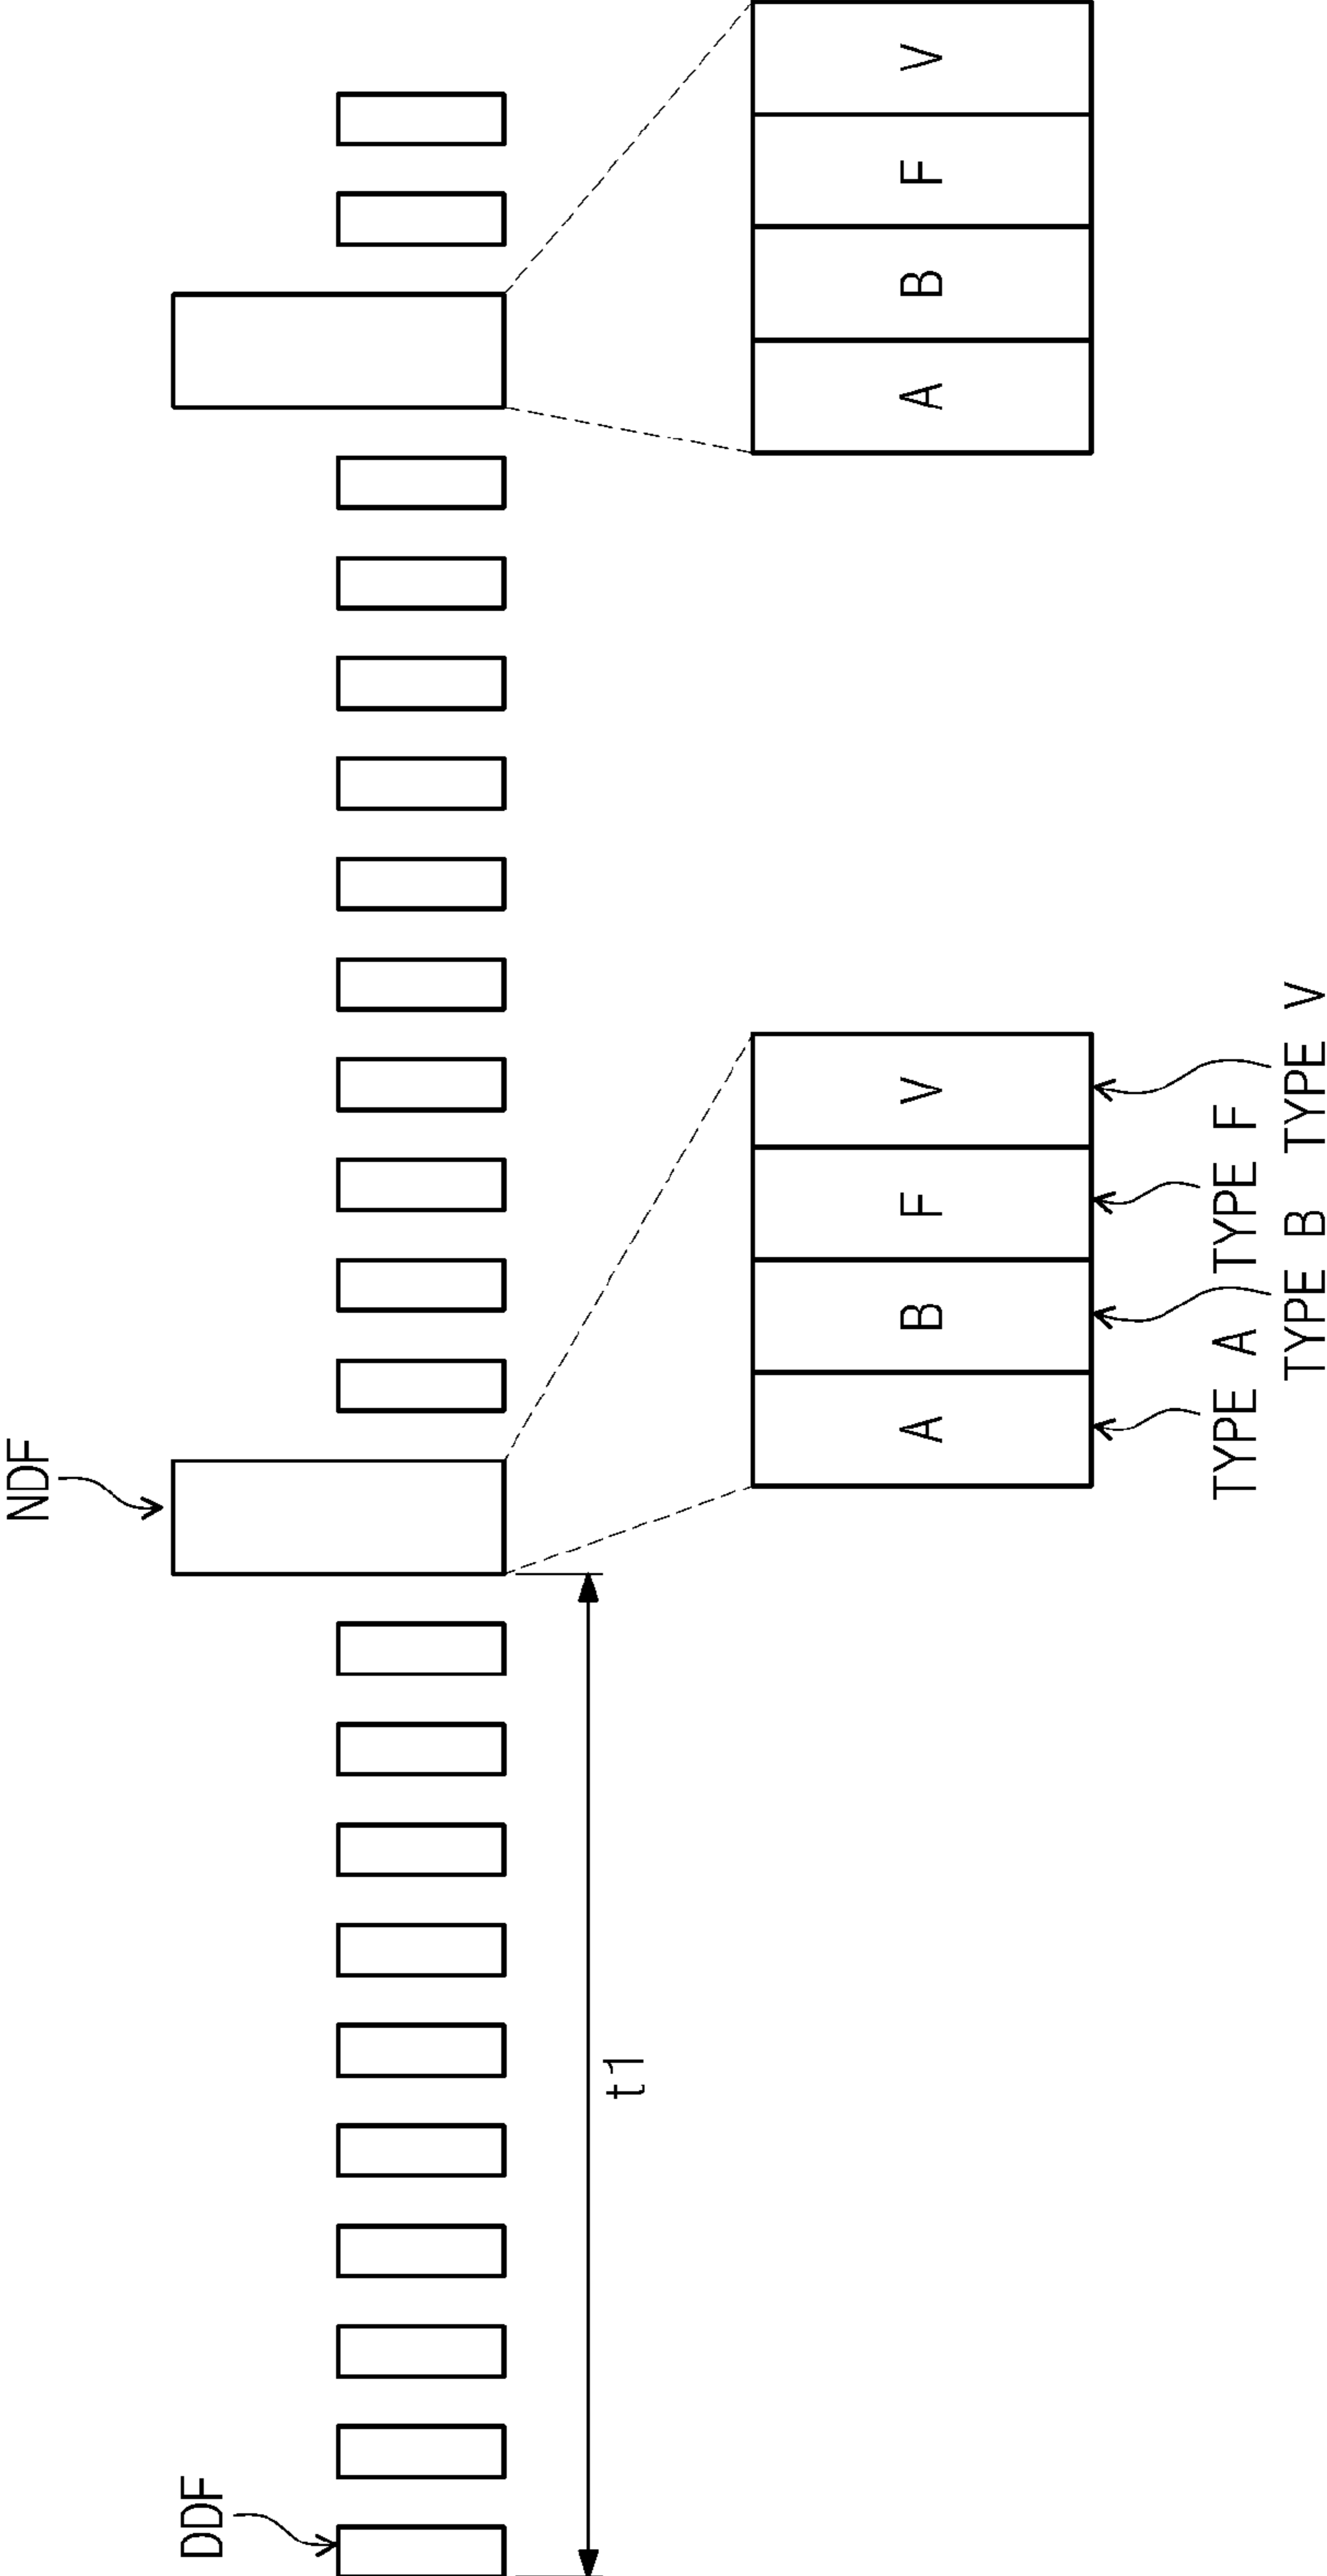 NDF
DDF
t1
A B F V
A B F V
TYPE A TYPE F
TYPE B TYPE V